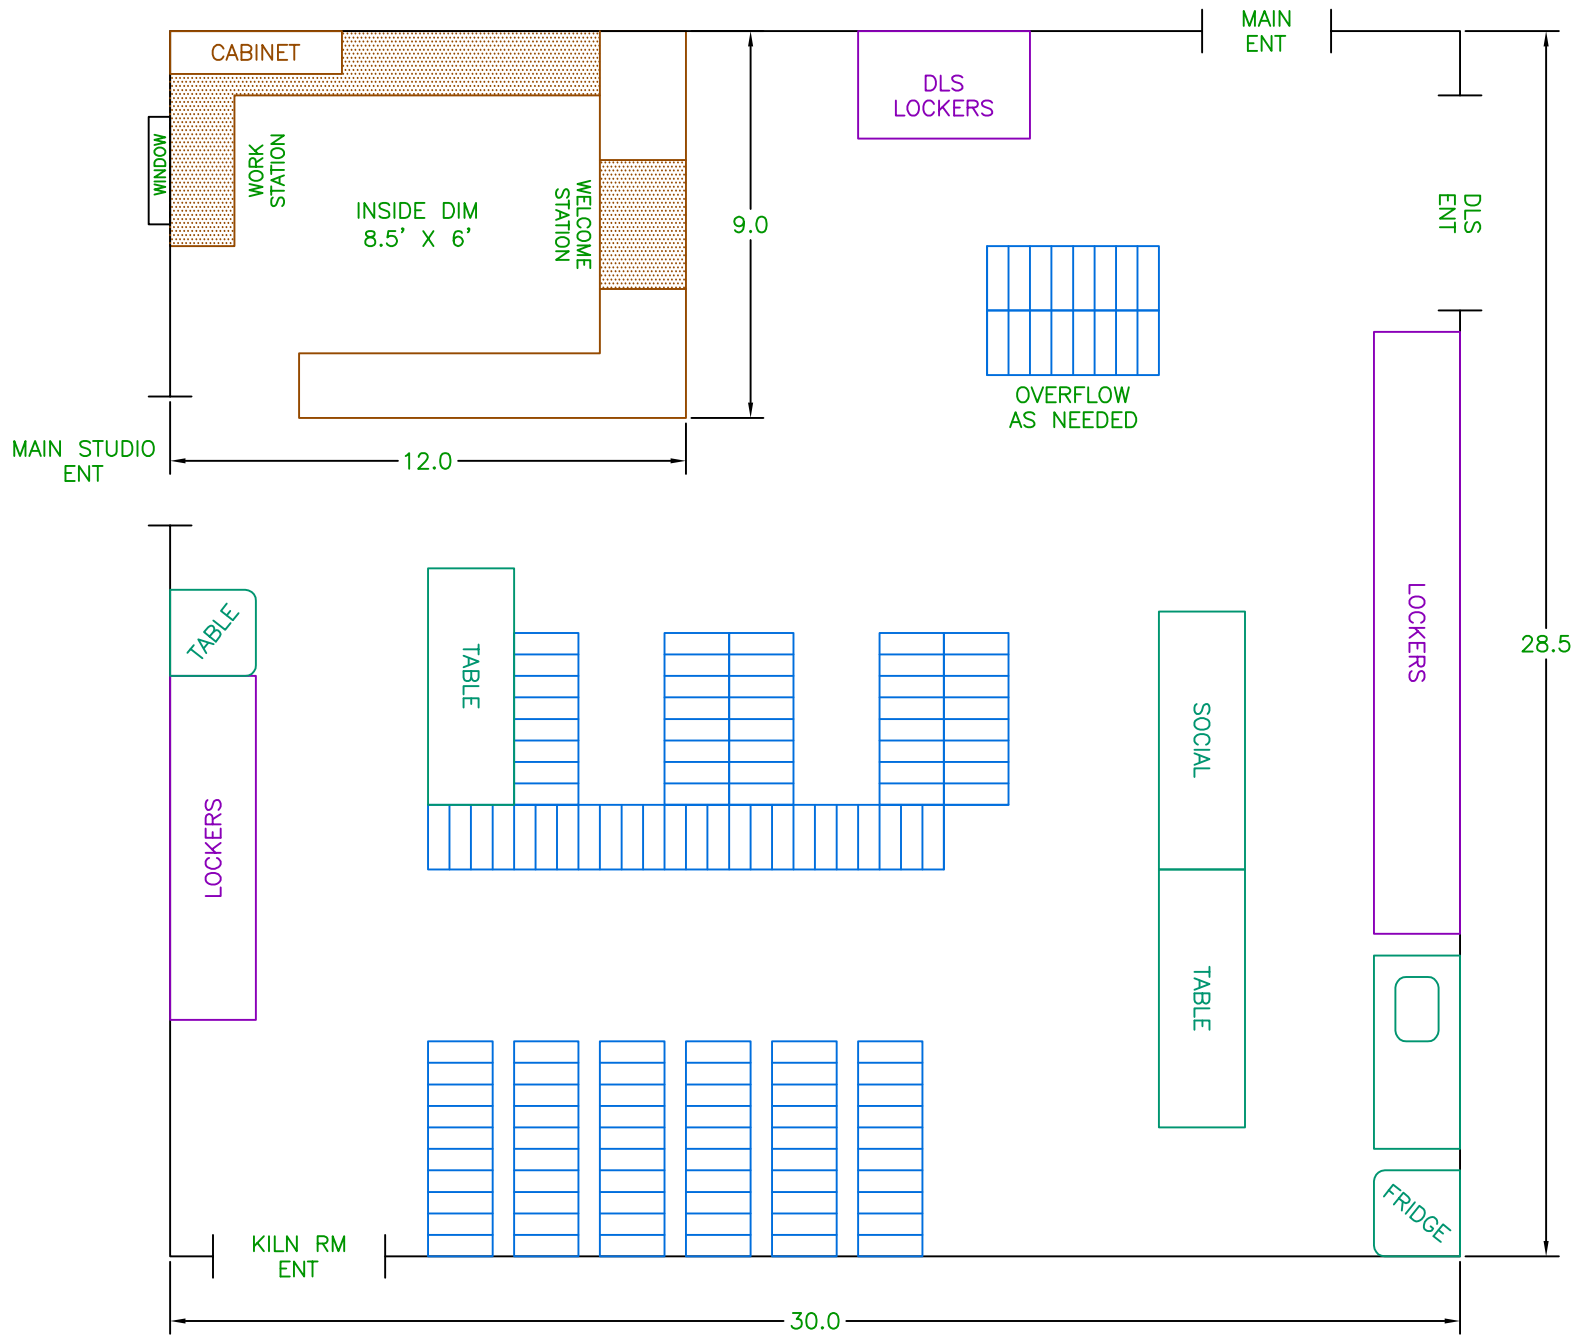 MAIN
ENT
CABINET
DLS
LOCKERS
WINDOW
WORK
STATION
INSIDE DIM
8.5' X 6'
WELCOME
STATION
9.0
DLS
ENT
OVERFLOW
AS NEEDED
MAIN STUDIO
ENT
12.0
TABLE
TABLE
LOCKERS
28.5
SOCIAL
LOCKERS
TABLE
FRIDGE
KILN RM
ENT
30.0